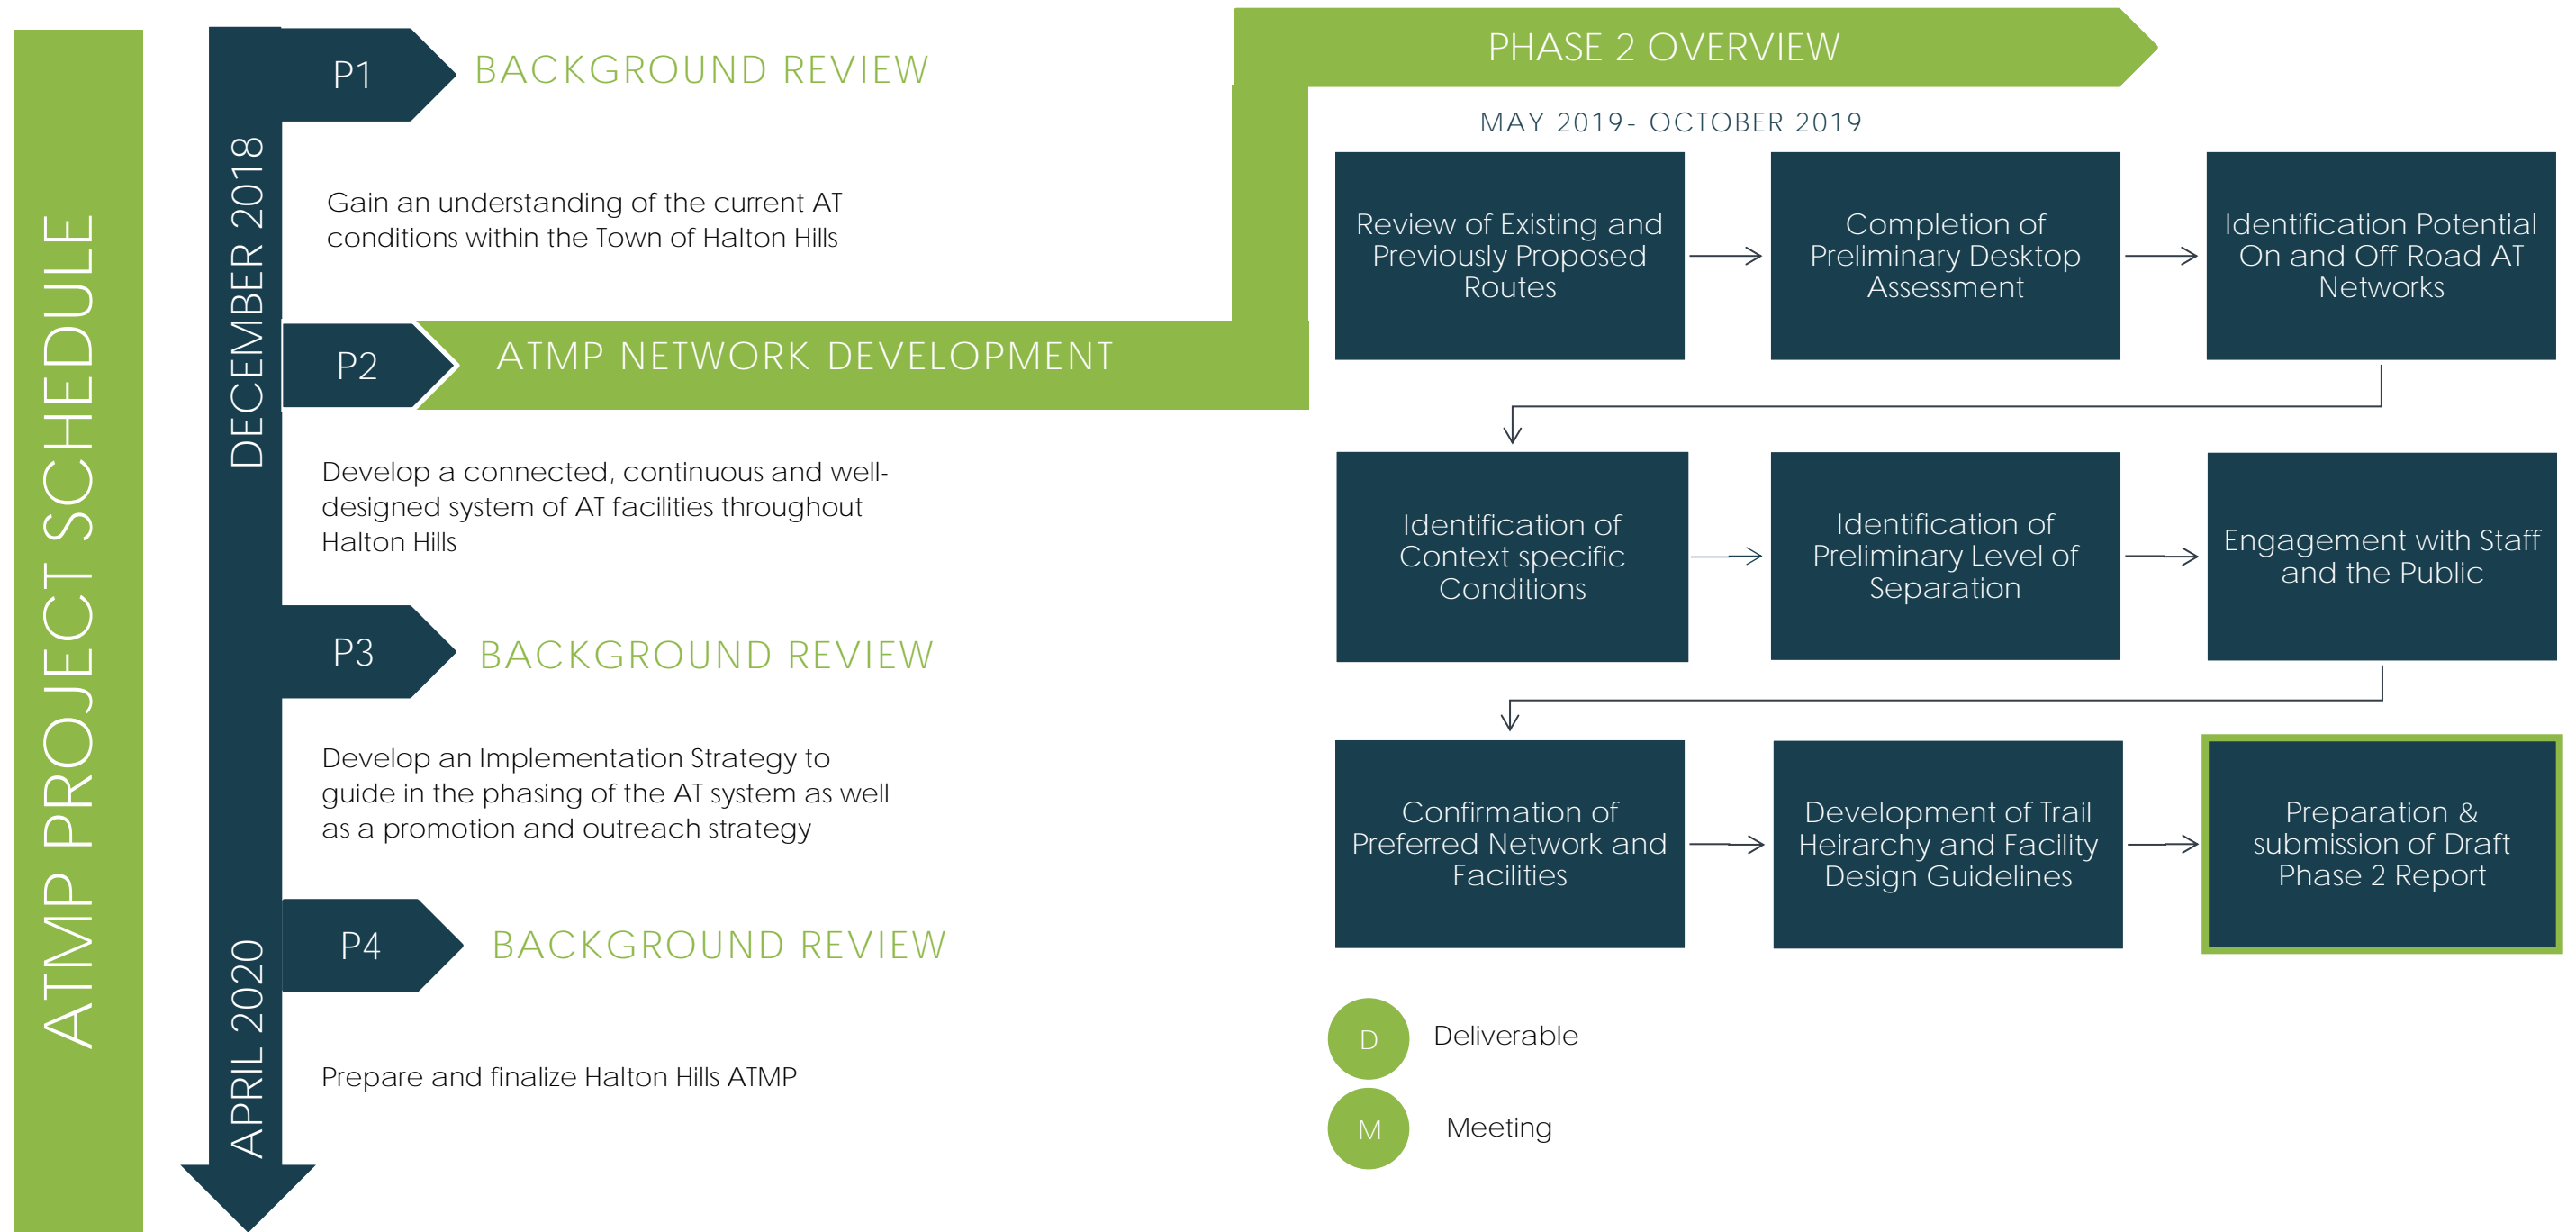 ATMP PROJECT SCHEDULE
DECEMBER 2018
APRIL 2020
P1
BACKGROUND REVIEW
Gain an understanding of the current AT
conditions within the Town of Halton Hills
P2
ATMP NETWORK DEVELOPMENT
Develop a connected, continuous and well-
designed system of AT facilities throughout
Halton Hills
P3
BACKGROUND REVIEW
Develop an Implementation Strategy to
guide in the phasing of the AT system as well
as a promotion and outreach strategy
P4
BACKGROUND REVIEW
Prepare and finalize Halton Hills ATMP
PHASE 2 OVERVIEW
MAY 2019- OCTOBER 2019
Review of Existing and
Previously Proposed
Routes
Completion of
Preliminary Desktop
Assessment
Identification Potential
On and Off Road AT
Networks
Identification of
Context specific
Conditions
Identification of
Preliminary Level of
Separation
Engagement with Staff
and the Public
Confirmation of
Preferred Network and
Facilities
Development of Trail
Heirarchy and Facility
Design Guidelines
Preparation &
submission of Draft
Phase 2 Report
D
Deliverable
M
Meeting